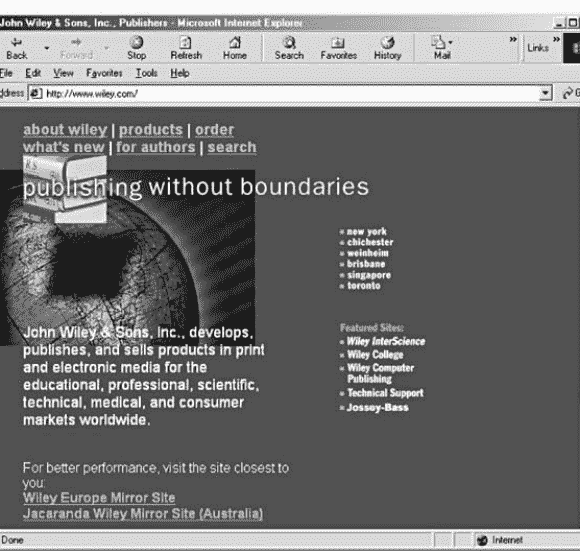 John Wiley & Sons, Inc., Publishers - Microsoft Internet Explorer
Back Forward Stop Refresh Home Search Favorites History Mail » Links »
File Edit View Favorites Tools Help
ddress http://www.wiley.com/ G
about wiley | products | order
what's new | for authors | search
publishing without boundaries
new york
chichester
weinheim
brisbane
singapore
toronto
Featured Sites:
Wiley InterScience
Wiley College
Wiley Computer
Publishing
Technical Support
Jossey-Bass
John Wiley & Sons, Inc., develops,
publishes, and sells products in print
and electronic media for the
educational, professional, scientific,
technical, medical, and consumer
markets worldwide.
For better performance, visit the site closest to
you:
Wiley Europe Mirror Site
Jacaranda Wiley Mirror Site (Australia)
Done Internet